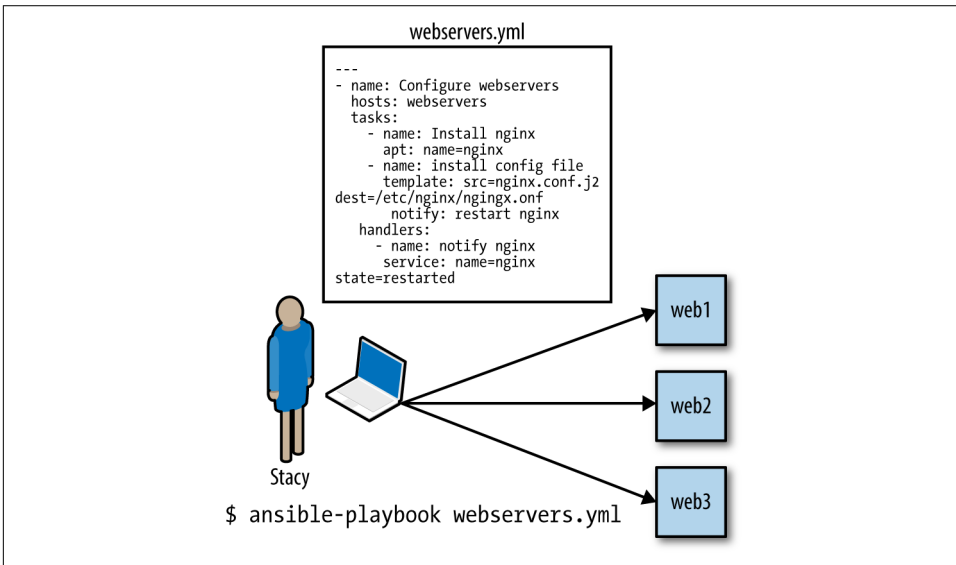 webservers.yml
---
- name: Configure webservers
  hosts: webservers
  tasks:
    - name: Install nginx
      apt: name=nginx
    - name: install config file
      template: src=nginx.conf.j2
dest=/etc/nginx/ngingx.onf
       notify: restart nginx
   handlers:
     - name: notify nginx
      service: name=nginx
state=restarted
web1
web2
web3
Stacy
$ ansible-playbook webservers.yml